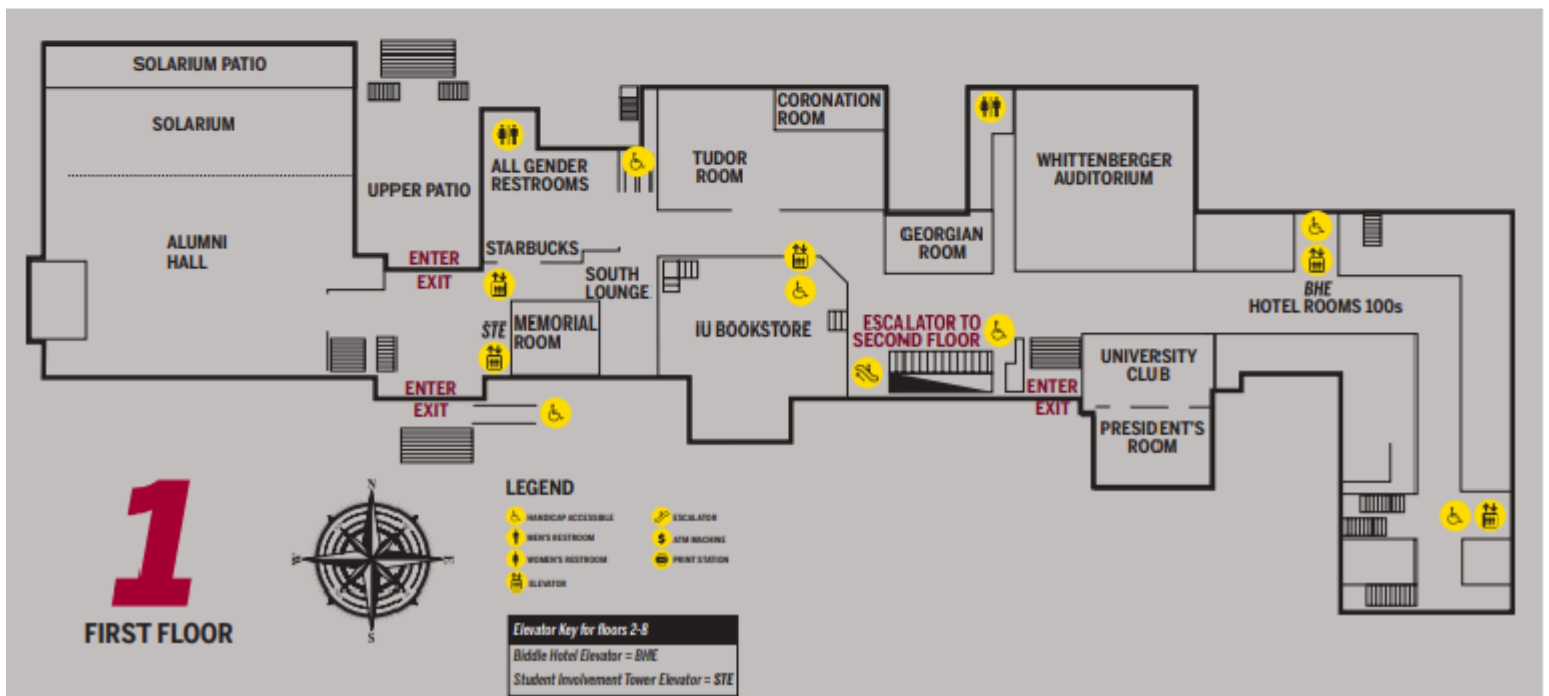 SOLARIUM PATIO
SOLARIUM
ALUMNI
HALL
UPPER PATIO
ENTER
EXIT
ALL GENDER
RESTROOMS
STARBUCKS
SOUTH
LOUNGE
STE
MEMORIAL
ROOM
ENTER
EXIT
TUDOR
ROOM
CORONATION
ROOM
IU BOOKSTORE
GEORGIAN
ROOM
WHITTENBERGER
AUDITORIUM
ESCALATOR TO
SECOND FLOOR
ENTER
EXIT
UNIVERSITY
CLUB
PRESIDENT'S
ROOM
BHE
HOTEL ROOMS 100s
1
FIRST FLOOR
N
W
E
S
LEGEND
HANDICAP ACCESSIBLE
MEN'S RESTROOM
WOMEN'S RESTROOM
ELEVATOR
ESCALATOR
$ ATM MACHINE
PRINT STATION
Elevator Key for floors 2-8
Biddle Hotel Elevator = BHE
Student Involvement Tower Elevator = STE